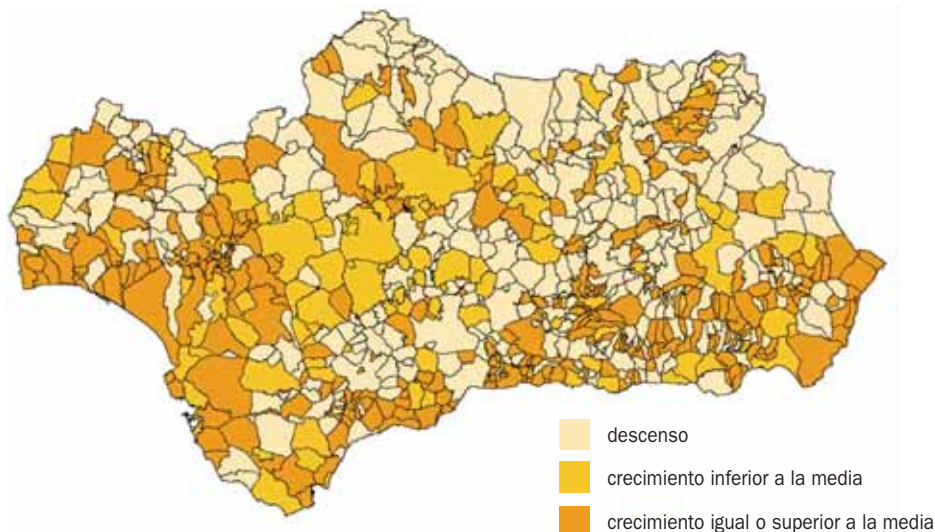 descenso
crecimiento inferior a la media
crecimiento igual o superior a la media